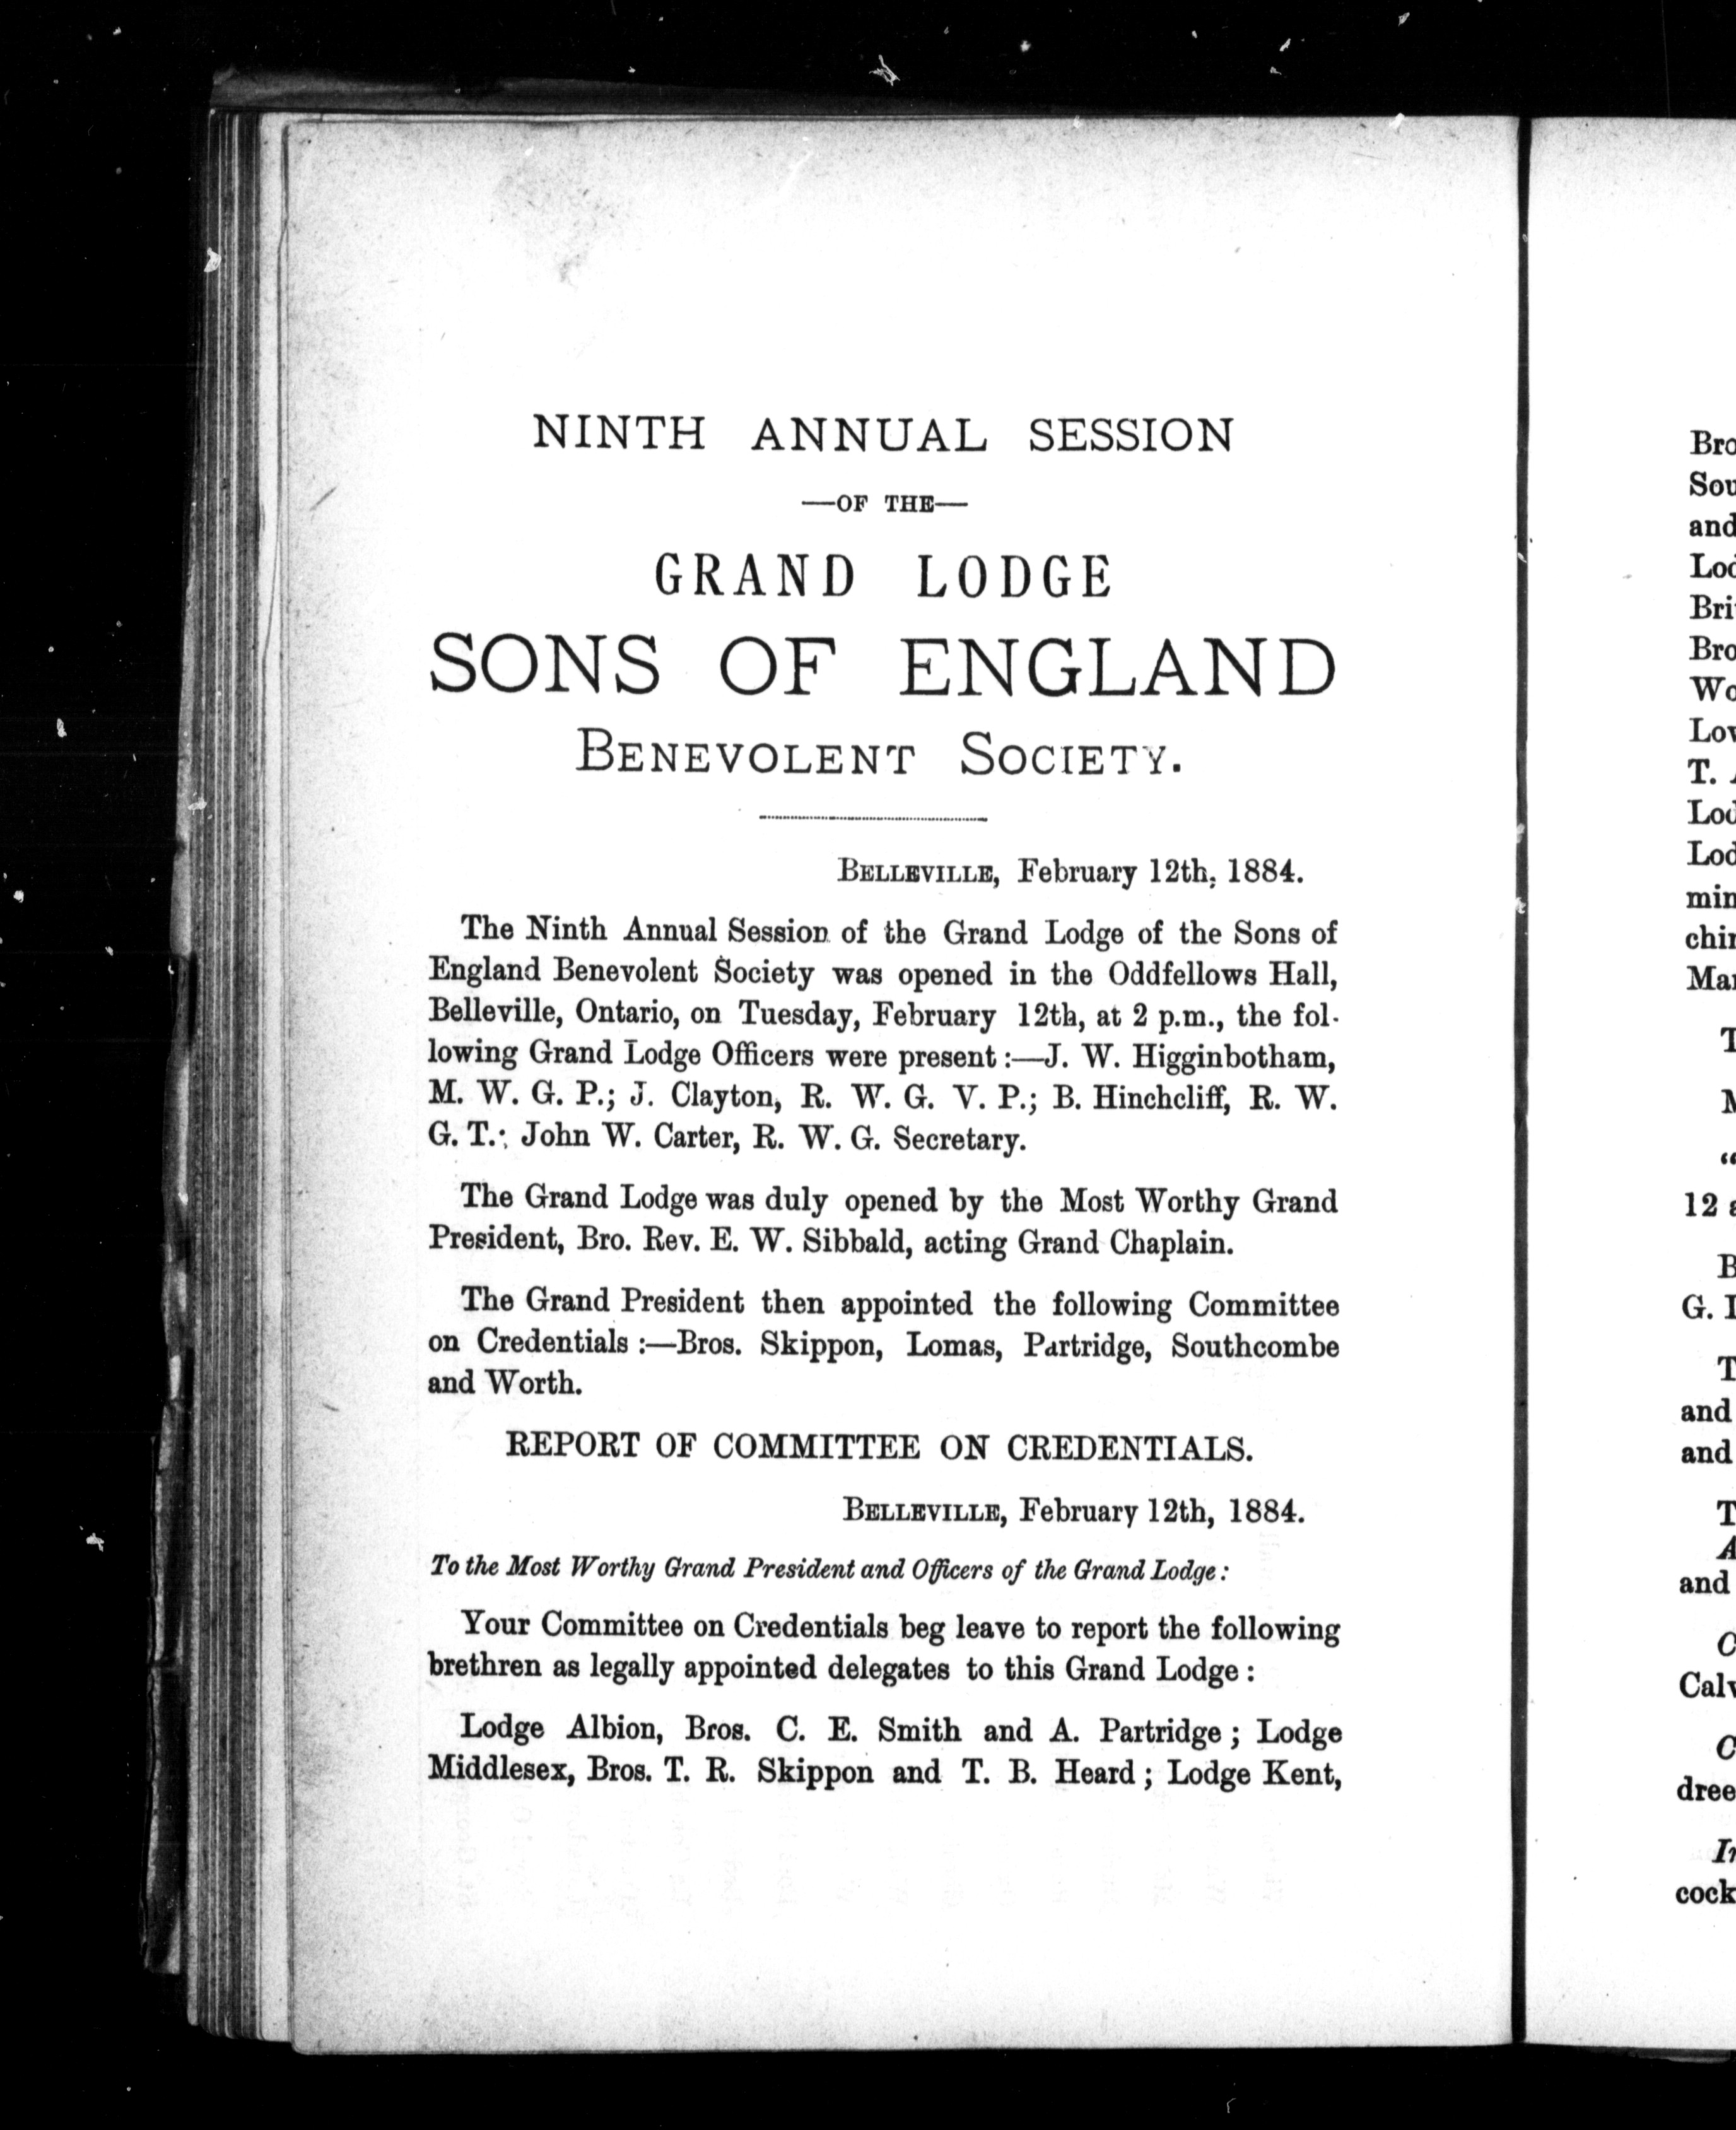 NINTH ANNUAL SESSION
—OF THE—
GRAND LODGE
SONS OF ENGLAND
BENEVOLENT SOCIETY.
BELLEVILLE, February 12th, 1884.
The Ninth Annual Session of the Grand Lodge of the Sons of
England Benevolent Society was opened in the Oddfellows Hall,
Belleville, Ontario, on Tuesday, February 12th, at 2 p.m., the fol-
lowing Grand Lodge Officers were present :—J. W. Higginbotham,
M. W. G. P.; J. Clayton, R. W. G. V. P.; B. Hinchcliff, R. W.
G. T.; John W. Carter, R. W. G. Secretary.
The Grand Lodge was duly opened by the Most Worthy Grand
President, Bro. Rev. E. W. Sibbald, acting Grand Chaplain.
The Grand President then appointed the following Committee
on Credentials :—Bros. Skippon, Lomas, Partridge, Southcombe
and Worth.
REPORT OF COMMITTEE ON CREDENTIALS.
BELLEVILLE, February 12th, 1884.
To the Most Worthy Grand President and Officers of the Grand Lodge :
Your Committee on Credentials beg leave to report the following
brethren as legally appointed delegates to this Grand Lodge :
Lodge Albion, Bros. C. E. Smith and A. Partridge ; Lodge
Middlesex, Bros. T. R. Skippon and T. B. Heard ; Lodge Kent,
and
T.
12
G.
and
and
and